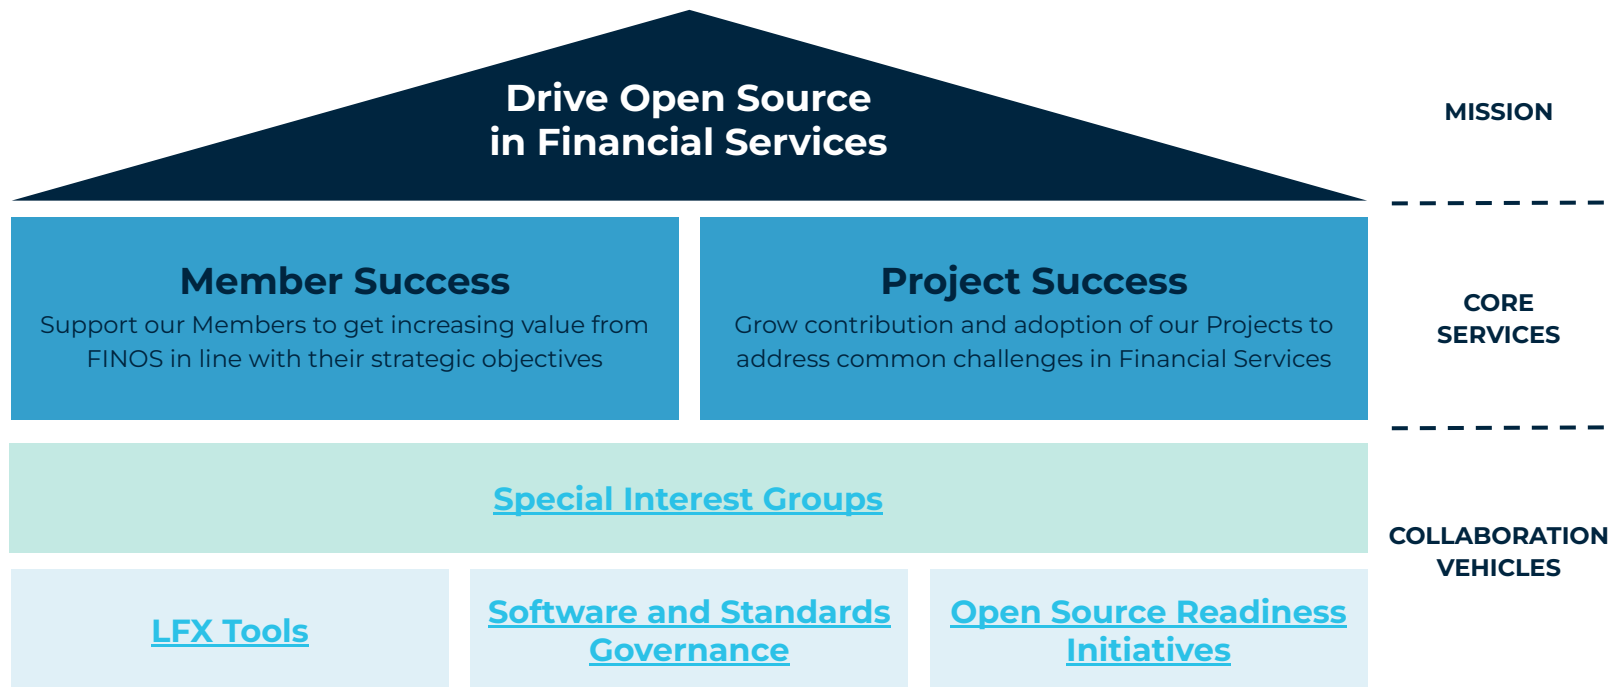 Drive Open Source
in Financial Services
MISSION
Member Success
Support our Members to get increasing value from
FINOS in line with their strategic objectives
Project Success
Grow contribution and adoption of our Projects to
address common challenges in Financial Services
CORE
SERVICES
Special Interest Groups
COLLABORATION
VEHICLES
LFX Tools
Software and Standards
Governance
Open Source Readiness
Initiatives